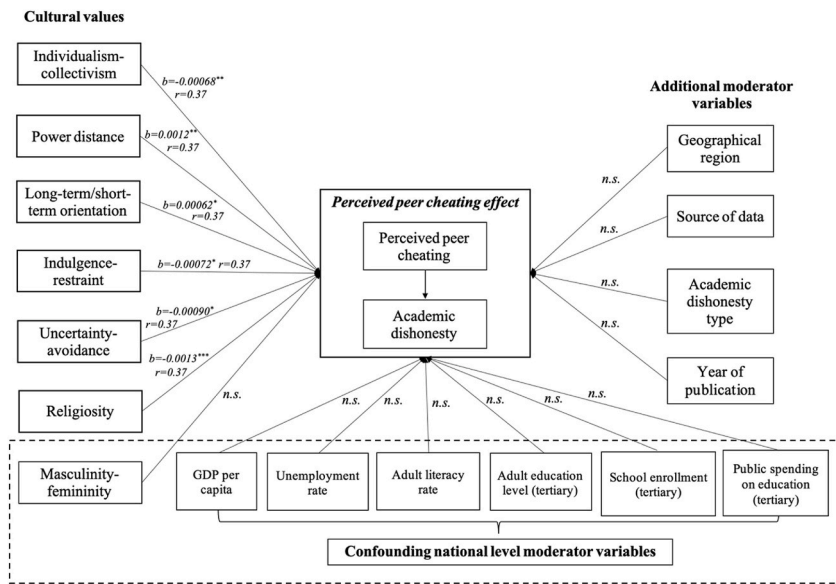 Cultural values
Individualism-
collectivism
b=-0.00068**
r=0.37
Power distance
b=0.0012**
r=0.37
Long-term/short-
term orientation
b=0.00062*
r=0.37
Indulgence-
restraint
b=-0.00072* r=0.37
Uncertainty-
avoidance
b=-0.00090*
r=0.37
Religiosity
b=-0.0013***
r=0.37
Masculinity-
femininity
n.s.
Perceived peer cheating effect
Perceived peer
cheating
Academic
dishonesty
Additional moderator
variables
Geographical
region
n.s.
Source of data
n.s.
Academic
dishonesty
type
n.s.
Year of
publication
n.s.
n.s.
n.s.
n.s.
n.s.
n.s.
n.s.
GDP per
capita
Unemployment
rate
Adult literacy
rate
Adult education
level (tertiary)
School enrollment
(tertiary)
Public spending
on education
(tertiary)
Confounding national level moderator variables